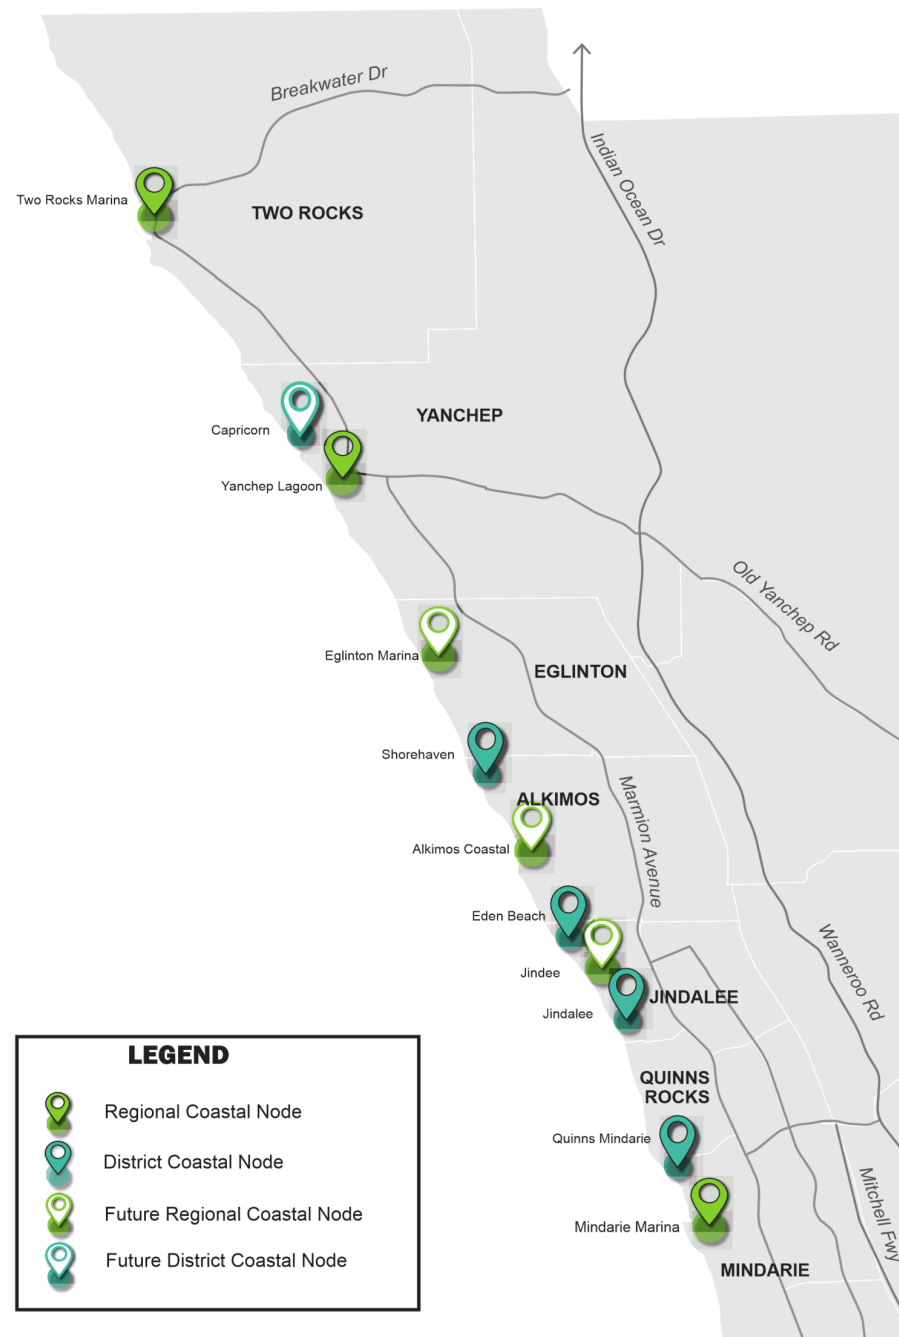 Breakwater Dr
Indian Ocean Dr
Two Rocks Marina
TWO ROCKS
YANCHEP
Capricorn
Yanchep Lagoon
Old Yanchep Rd
Eglinton Marina
EGLINTON
Shorehaven
Marmion Avenue
ALKIMOS
Alkimos Coastal
Eden Beach
Wanneroo Rd
Jindee
JINDALEE
Jindalee
QUINNS
ROCKS
Quinns Mindarie
Mitchell Fwy
Mindarie Marina
MINDARIE
LEGEND
Regional Coastal Node
District Coastal Node
Future Regional Coastal Node
Future District Coastal Node